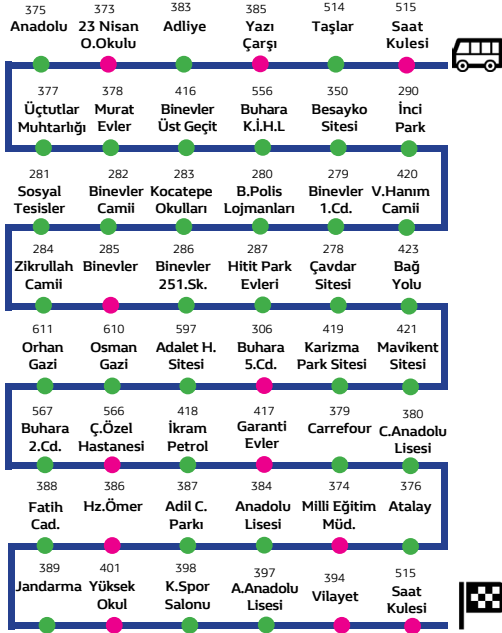 375 373 383 385 514 515
Anadolu 23 Nisan Adliye Yazı Taşlar Saat
O.Okulu Çarşı Kulesi
377 378 416 556 350 290
Üçtutlar Murat Binevler Buhara Besayko İnci
Muhtarlığı Evler Üst Geçit K.İ.H.L Sitesi Park
281 282 283 280 279 420
Sosyal Binevler Kocatepe B.Polis Binevler V.Hanım
Tesisler Camii Okulları Lojmanları 1.Cd. Camii
284 285 286 287 278 423
Zikrullah Binevler Binevler Hitit Park Çavdar Bağ
Camii 251.Sk. Evleri Sitesi Yolu
611 610 597 306 419 421
Orhan Osman Adalet H. Buhara Karizma Mavikent
Gazi Gazi Sitesi 5.Cd. Park Sitesi Sitesi
567 566 418 417 379 380
Buhara Ç.Özel İkram Garanti Carrefour C.Anadolu
2.Cd. Hastanesi Petrol Evler Lisesi
388 386 387 384 374 376
Fatih Hz.Ömer Adil C. Anadolu Milli Eğitim Atalay
Cad. Parkı Lisesi Müd.
389 401 398 397 394 515
Jandarma Yüksek K.Spor A.Anadolu Vilayet Saat
Okul Salonu Lisesi Kulesi